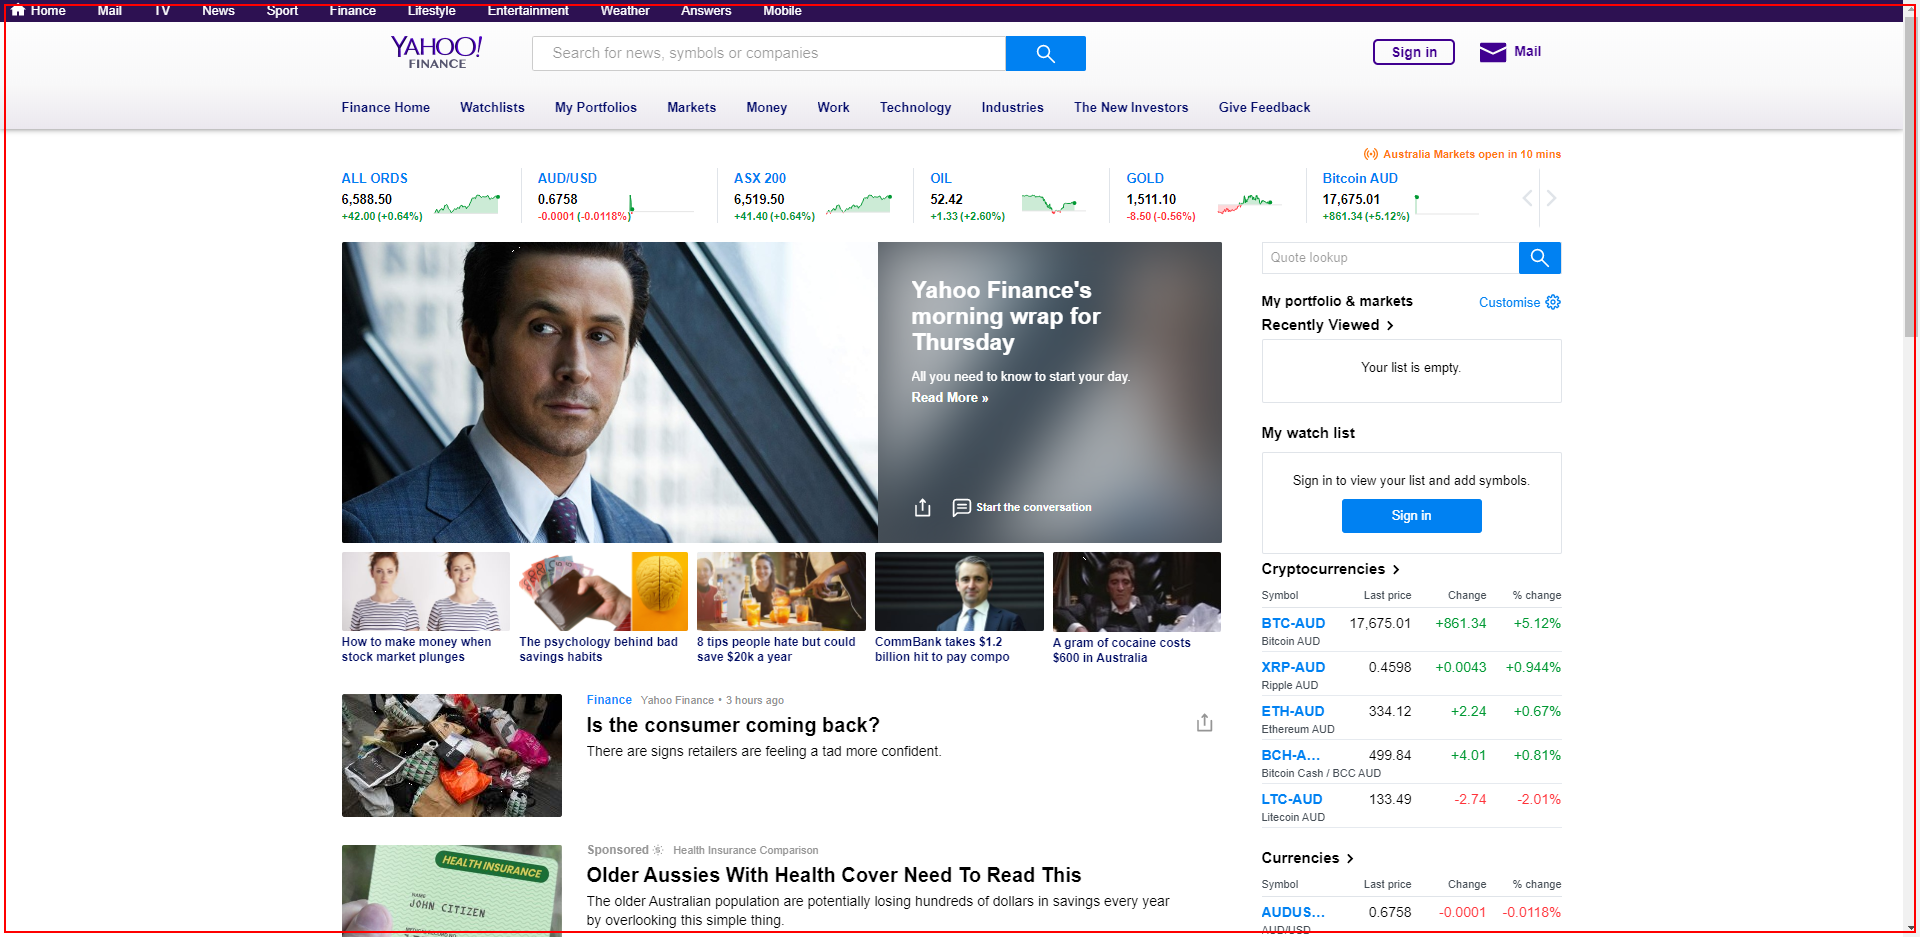 Home Mail TV News Sport Finance Lifestyle Entertainment Weather Answers Mobile
YAHOO!
FINANCE
Search for news, symbols or companies
Sign in
Mail
Finance Home Watchlists My Portfolios Markets Money Work Technology Industries The New Investors Give Feedback
Australia Markets open in 10 mins
ALL ORDS
6,588.50
+42.00 (+0.64%)
AUD/USD
0.6758
-0.0001 (-0.0118%)
ASX 200
6,519.50
+41.40 (+0.64%)
OIL
52.42
+1.33 (+2.60%)
GOLD
1,511.10
-8.50 (-0.56%)
Bitcoin AUD
17,675.01
+861.34 (+5.12%)
Yahoo Finance's
morning wrap for
Thursday
All you need to know to start your day.
Read More »
Start the conversation
How to make money when
stock market plunges
The psychology behind bad
savings habits
8 tips people hate but could
save $20k a year
CommBank takes $1.2
billion hit to pay compo
A gram of cocaine costs
$600 in Australia
Finance Yahoo Finance • 3 hours ago
Is the consumer coming back?
There are signs retailers are feeling a tad more confident.
HEALTH INSURANCE
NAME
JOHN CITIZEN
Sponsored Health Insurance Comparison
Older Aussies With Health Cover Need To Read This
The older Australian population are potentially losing hundreds of dollars in savings every year
by overlooking this simple thing.
Quote lookup
My portfolio & markets
Customise
Recently Viewed
Your list is empty.
My watch list
Sign in to view your list and add symbols.
Sign in
Cryptocurrencies
Symbol Last price Change % change
BTC-AUD 17,675.01 +861.34 +5.12%
Bitcoin AUD
XRP-AUD 0.4598 +0.0043 +0.944%
Ripple AUD
ETH-AUD 334.12 +2.24 +0.67%
Ethereum AUD
BCH-A... 499.84 +4.01 +0.81%
Bitcoin Cash / BCC AUD
LTC-AUD 133.49 -2.74 -2.01%
Litecoin AUD
Currencies
Symbol Last price Change % change
AUDUS... 0.6758 -0.0001 -0.0118%
AUD/USD